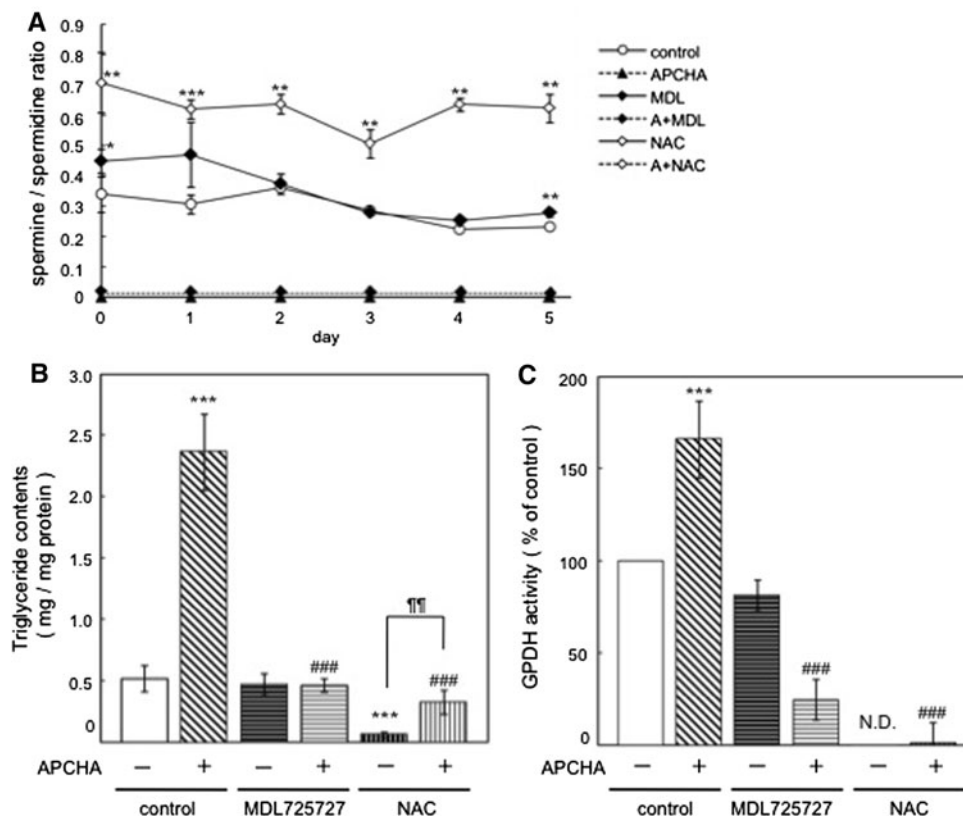 A
spermine / spermidine ratio
0.9
0.8
0.7
0.6
0.5
0.4
0.3
0.2
0.1
0
** *** ** ** ** **
* **
0 1 2 3 4 5
day
control
APCHA
MDL
A+MDL
NAC
A+NAC
B
Triglyceride contents
( mg / mg protein )
3.0
2.5
2.0
1.5
1.0
0.5
0
***
###
***
¶¶
###
APCHA − + − + − +
control MDL725727 NAC
C
GPDH activity ( % of control )
200
150
100
50
0
***
###
N.D.
###
APCHA − + − + − +
control MDL725727 NAC